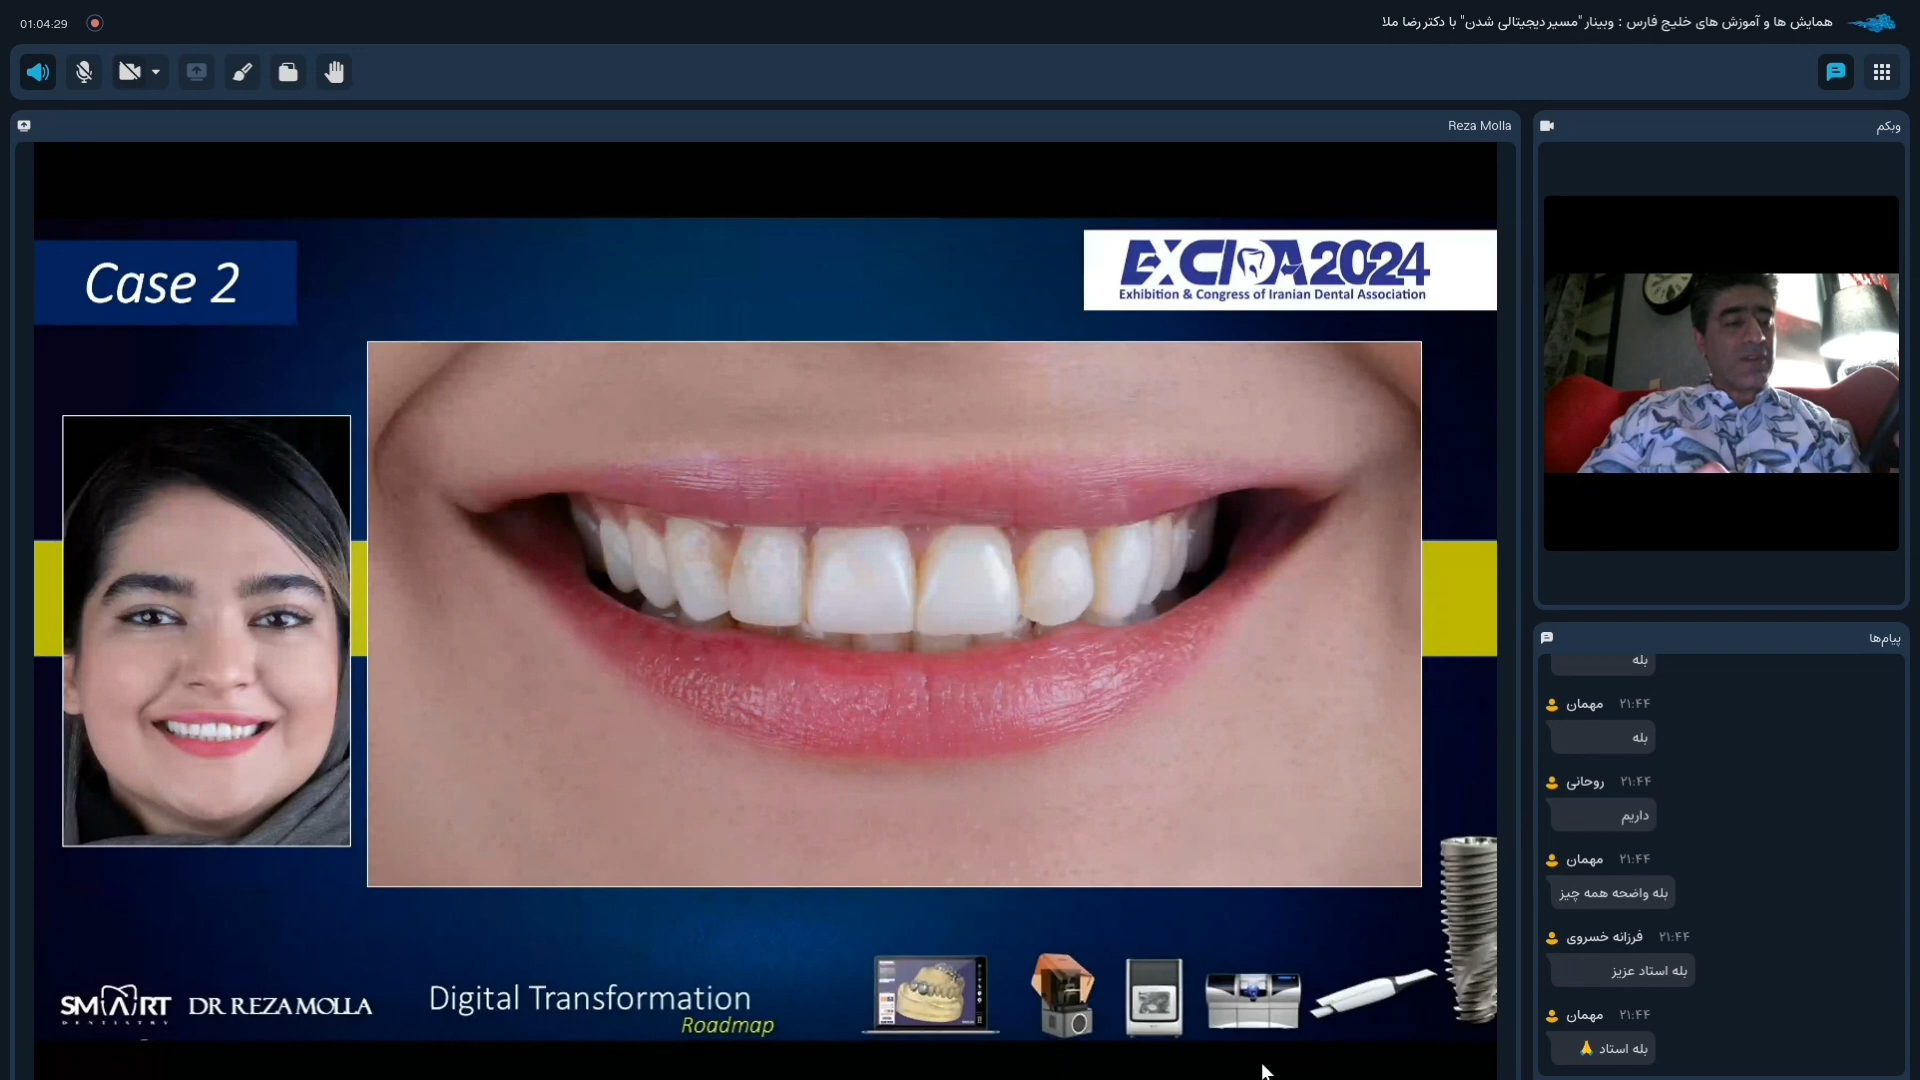 01:04:29
همایش ها و آموزش های خلیج فارس : وبینار "مسیر دیجیتالی شدن" با دکتر رضا ملا
Reza Molla
وبکم
Case 2
EXCIDA2024
Exhibition & Congress of Iranian Dental Association
SMART
DENTISTRY
DR REZA MOLLA
Digital Transformation
Roadmap
پیام‌ها
بله
مهمان ۲۱:۴۴
بله
روحانی ۲۱:۴۴
داریم
مهمان ۲۱:۴۴
بله واضحه همه چیز
فرزانه خسروی ۲۱:۴۴
بله استاد عزیز
مهمان ۲۱:۴۴
بله استاد 🙏